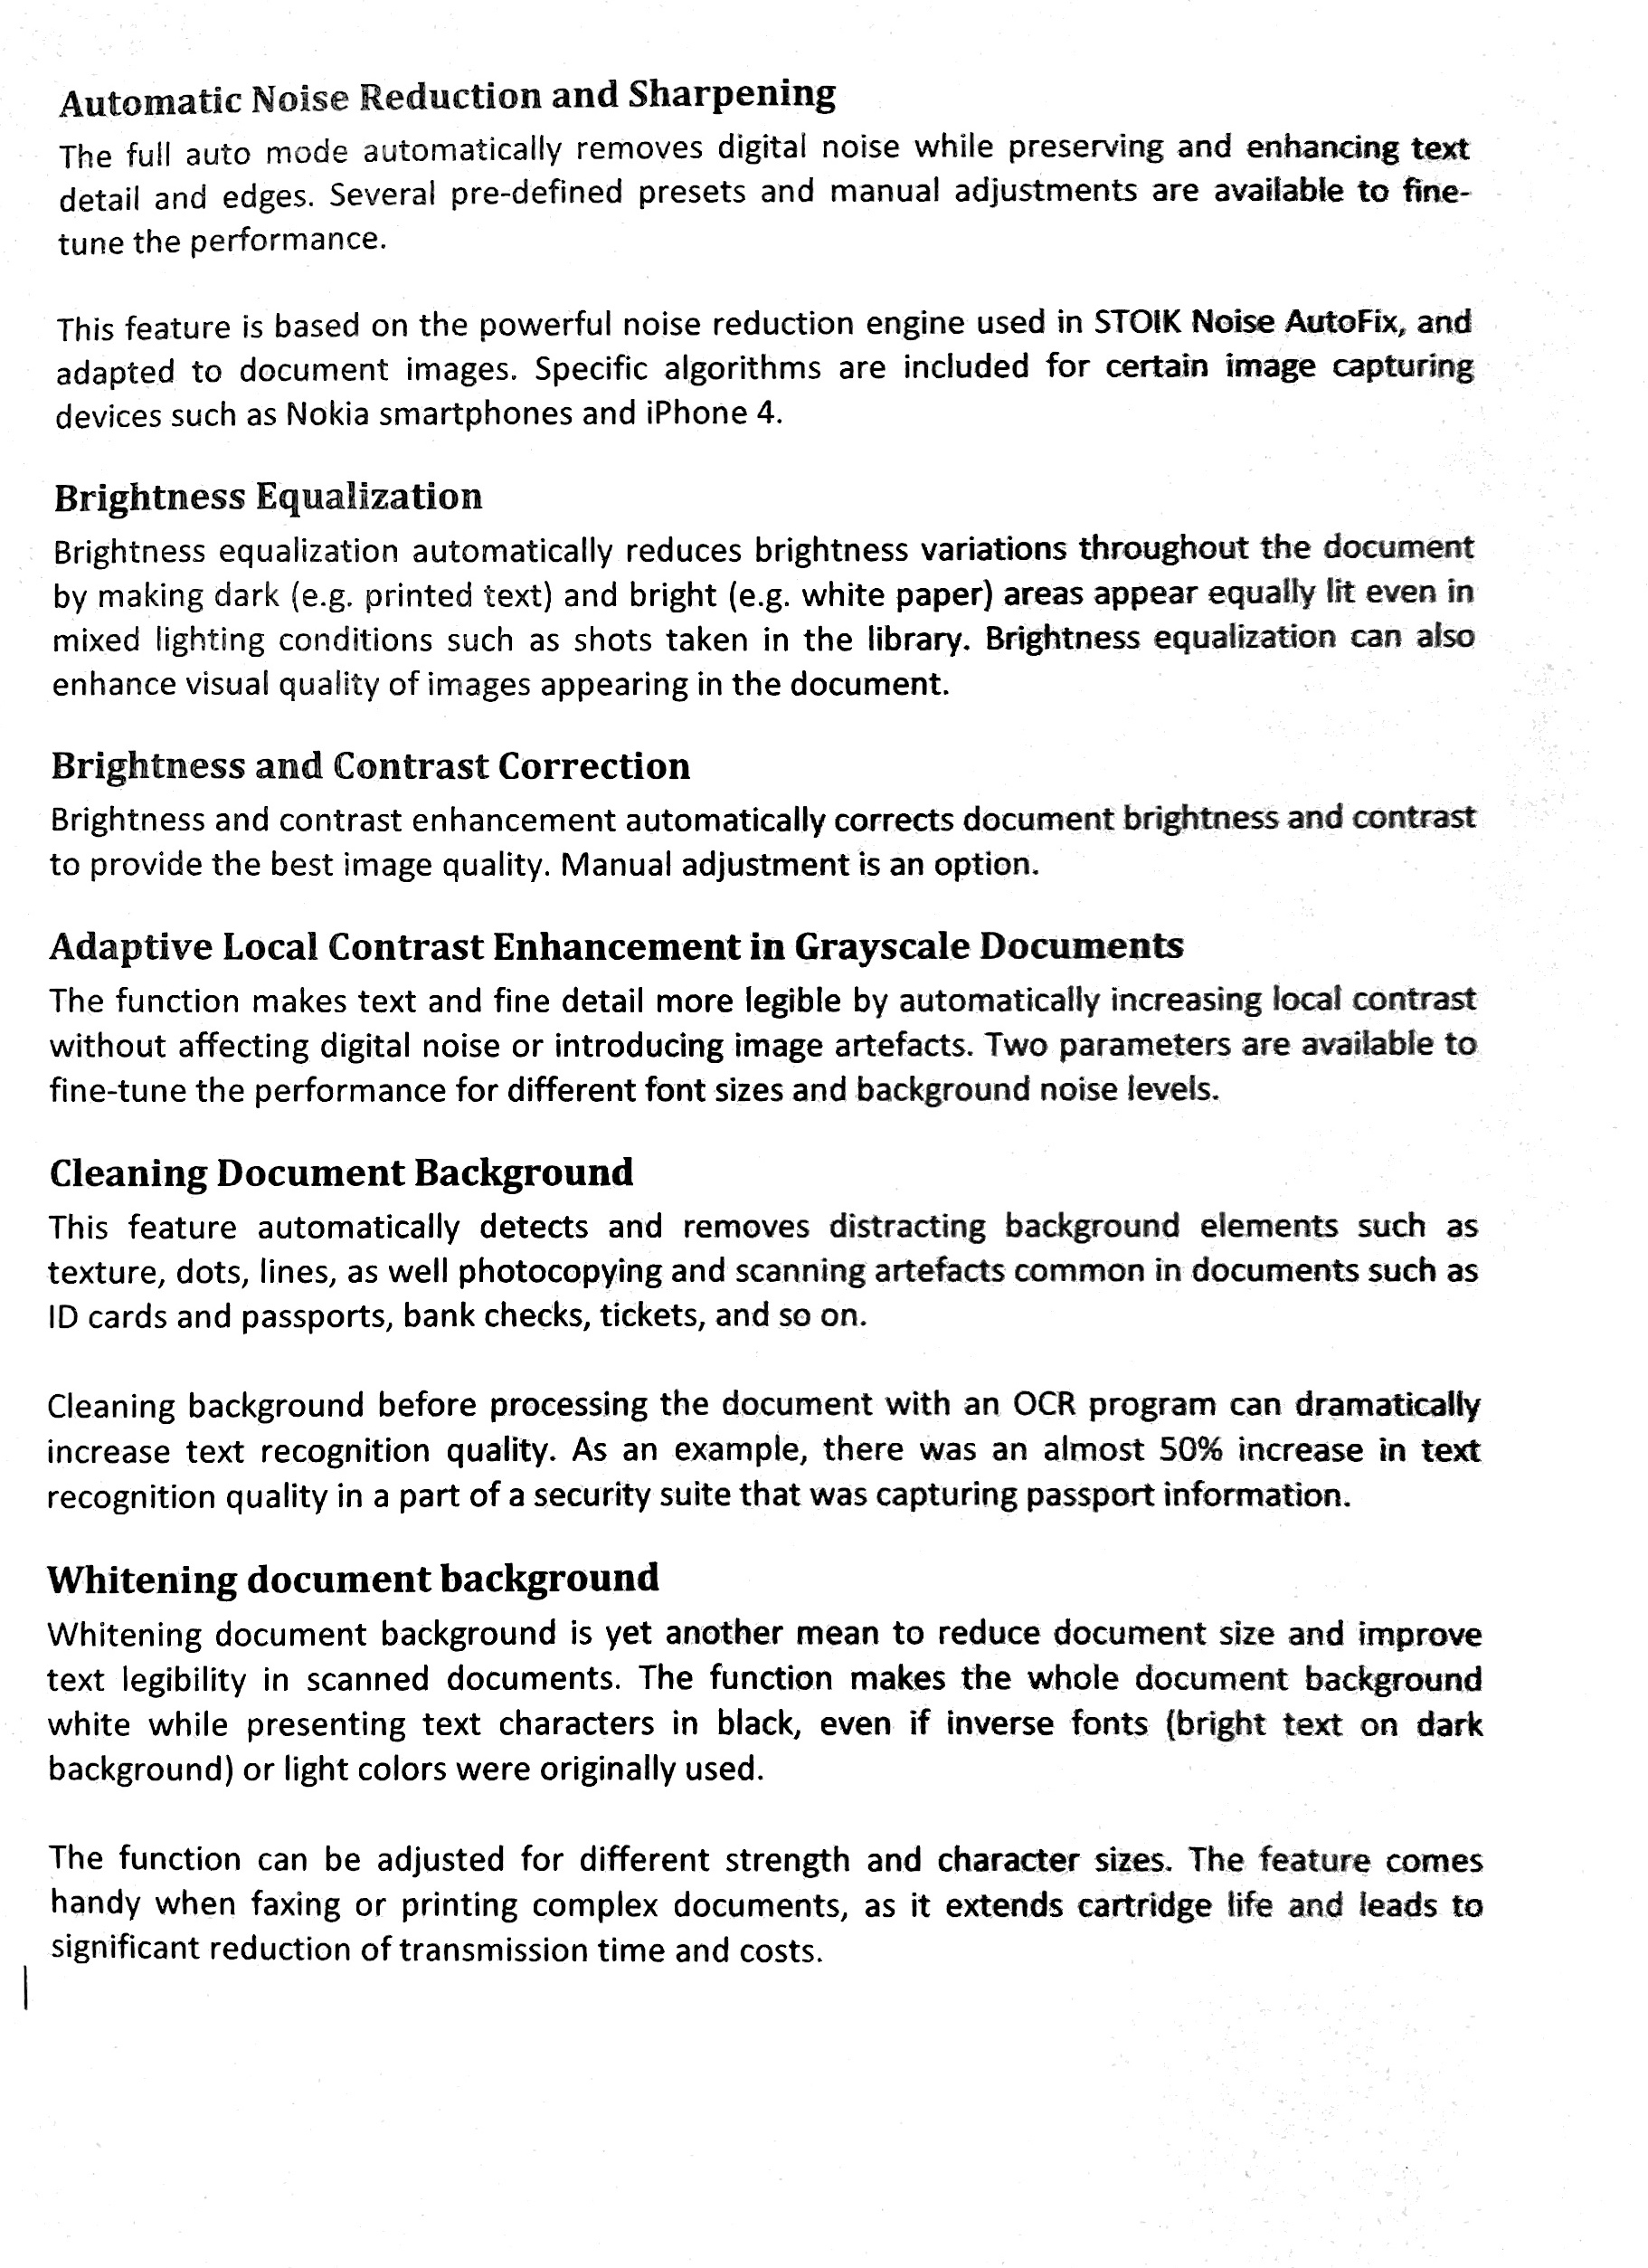 Automatic Noise Reduction and Sharpening
The full auto mode automatically removes digital noise while preserving and enhancing text
detail and edges. Several pre-defined presets and manual adjustments are available to fine-
tune the performance.
This feature is based on the powerful noise reduction engine used in STOIK Noise AutoFix, and
adapted to document images. Specific algorithms are included for certain image capturing
devices such as Nokia smartphones and iPhone 4.
Brightness Equalization
Brightness equalization automatically reduces brightness variations throughout the document
by making dark (e.g. printed text) and bright (e.g. white paper) areas appear equally lit even in
mixed lighting conditions such as shots taken in the library. Brightness equalization can also
enhance visual quality of images appearing in the document.
Brightness and Contrast Correction
Brightness and contrast enhancement automatically corrects document brightness and contrast
to provide the best image quality. Manual adjustment is an option.
Adaptive Local Contrast Enhancement in Grayscale Documents
The function makes text and fine detail more legible by automatically increasing local contrast
without affecting digital noise or introducing image artefacts. Two parameters are available to
fine-tune the performance for different font sizes and background noise levels.
Cleaning Document Background
This feature automatically detects and removes distracting background elements such as
texture, dots, lines, as well photocopying and scanning artefacts common in documents such as
ID cards and passports, bank checks, tickets, and so on.
Cleaning background before processing the document with an OCR program can dramatically
increase text recognition quality. As an example, there was an almost 50% increase in text
recognition quality in a part of a security suite that was capturing passport information.
Whitening document background
Whitening document background is yet another mean to reduce document size and improve
text legibility in scanned documents. The function makes the whole document background
white while presenting text characters in black, even if inverse fonts (bright text on dark
background) or light colors were originally used.
The function can be adjusted for different strength and character sizes. The feature comes
handy when faxing or printing complex documents, as it extends cartridge life and leads to
significant reduction of transmission time and costs.